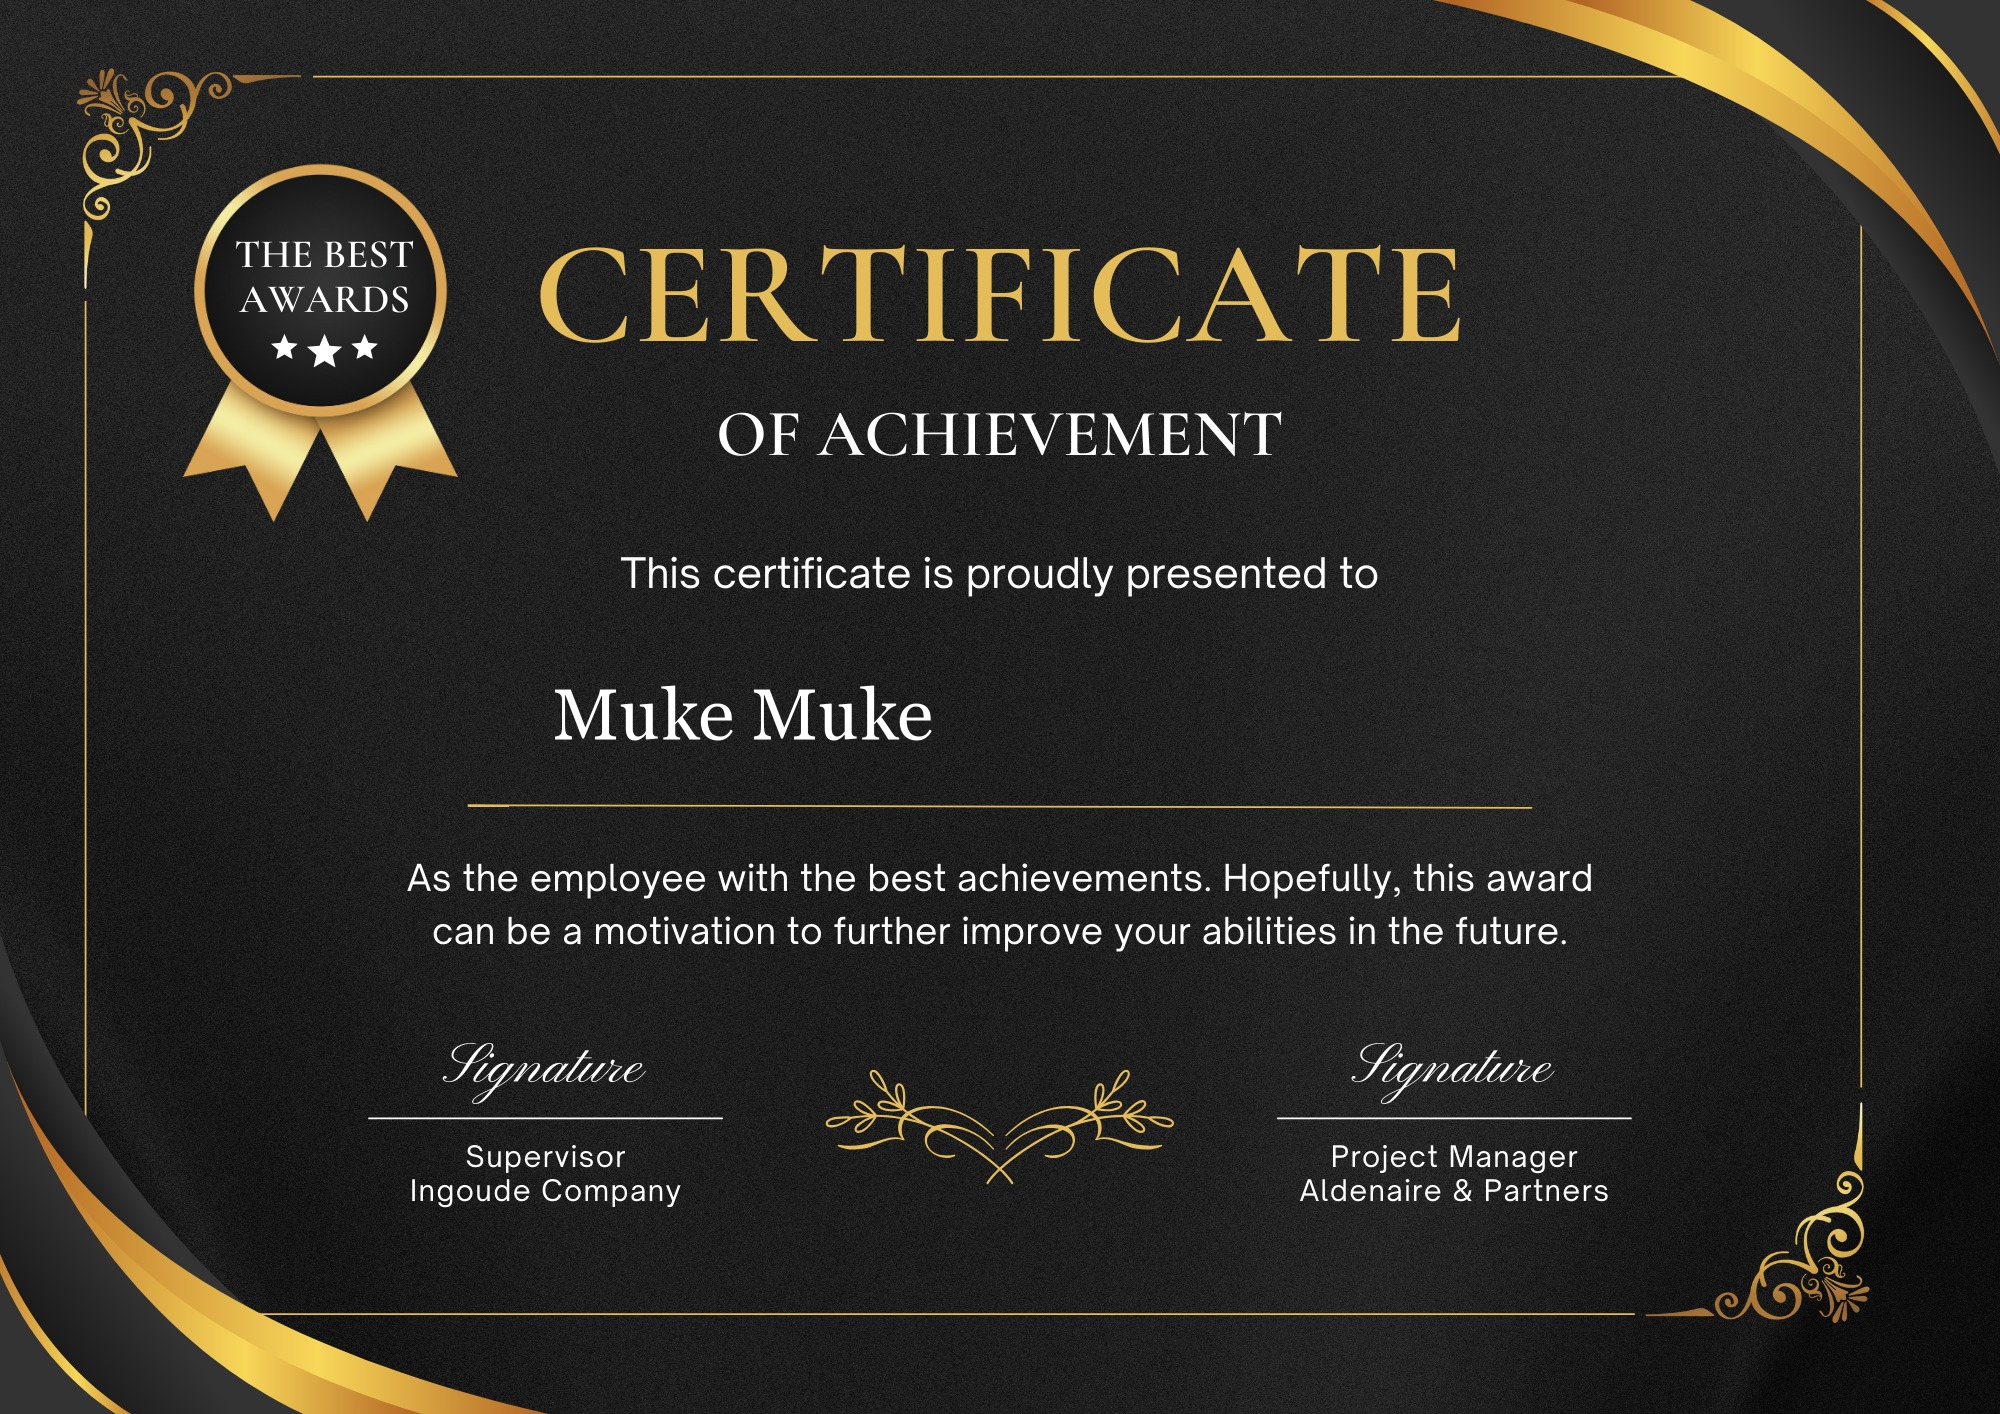 THE BEST
AWARDS
CERTIFICATE
OF ACHIEVEMENT
This certificate is proudly presented to
Muke Muke
As the employee with the best achievements. Hopefully, this award
can be a motivation to further improve your abilities in the future.
Signature
Supervisor
Ingoude Company
Signature
Project Manager
Aldenaire & Partners